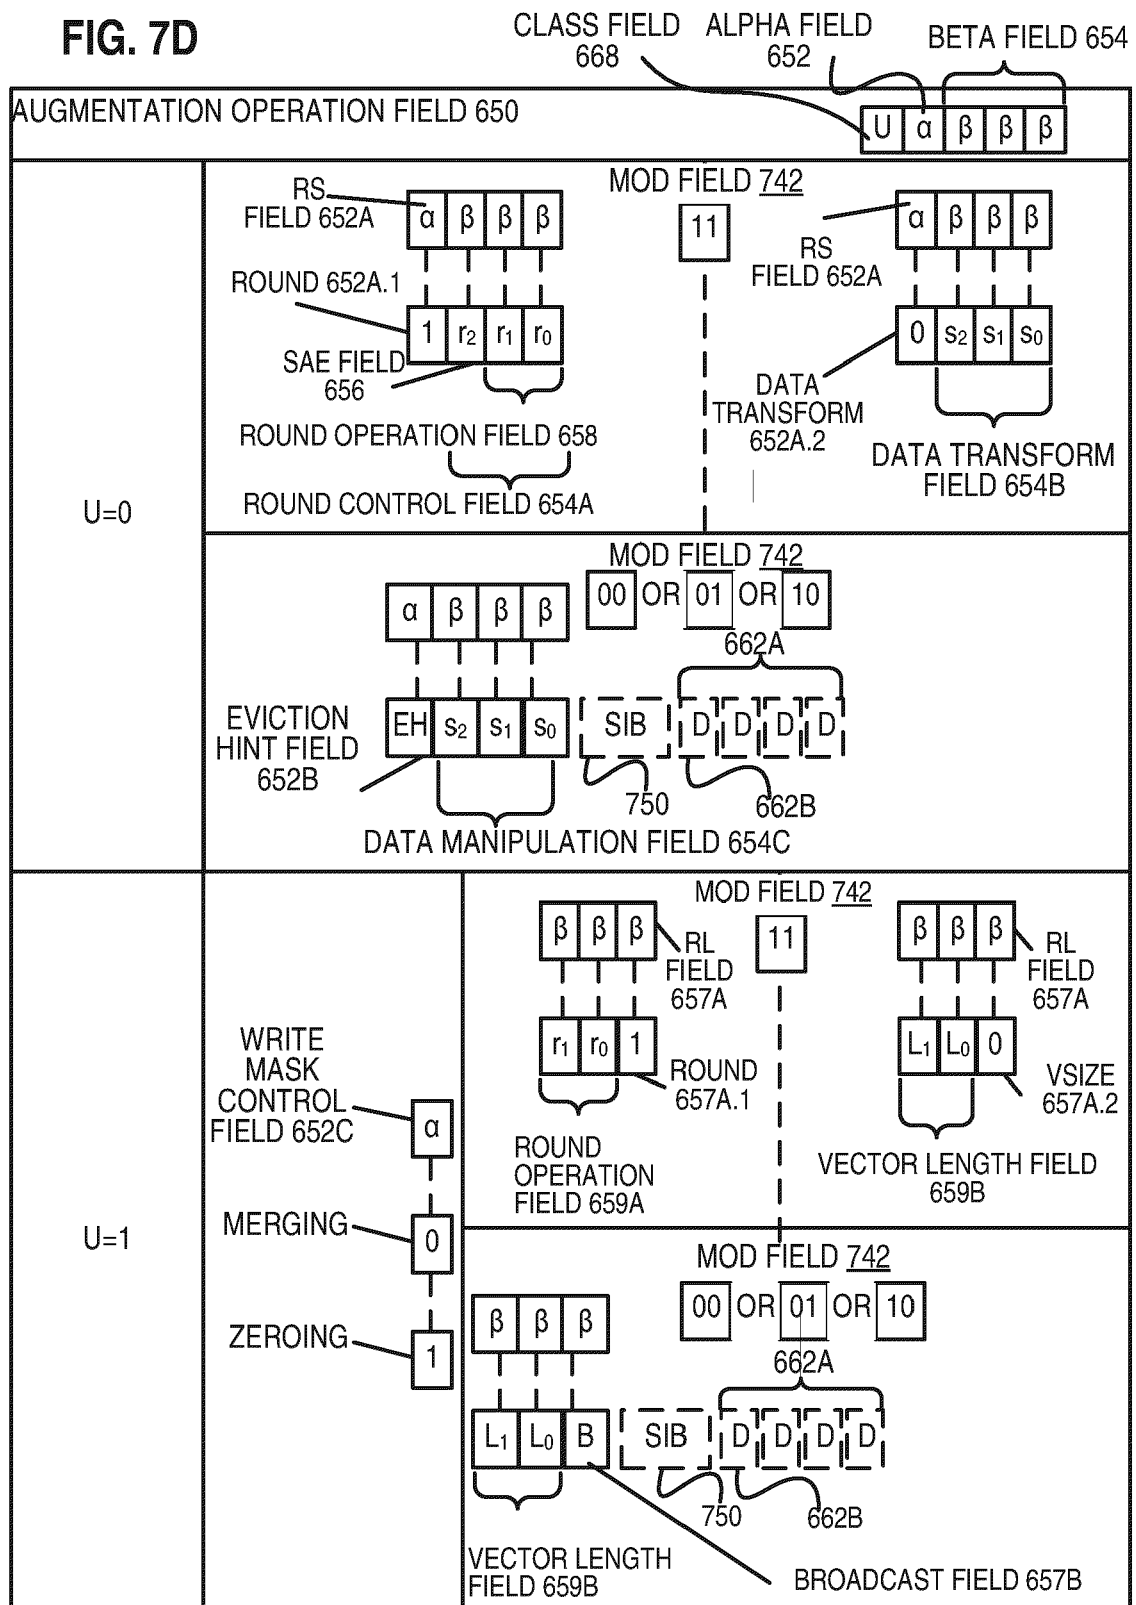 FIG. 7D
CLASS FIELD
668
ALPHA FIELD
652
BETA FIELD 654
AUGMENTATION OPERATION FIELD 650
U α β β β
U=0
RS
FIELD 652A
α β β β
ROUND 652A.1
1 r2 r1 r0
SAE FIELD
656
ROUND OPERATION FIELD 658
ROUND CONTROL FIELD 654A
MOD FIELD 742
11
α β β β
RS
FIELD 652A
0 s2 s1 s0
DATA
TRANSFORM
652A.2
DATA TRANSFORM
FIELD 654B
MOD FIELD 742
00 OR 01 OR 10
α β β β
662A
EVICTION
HINT FIELD
652B
EH s2 s1 s0 SIB D D D D
750
662B
DATA MANIPULATION FIELD 654C
U=1
WRITE
MASK
CONTROL
FIELD 652C
α
MERGING
0
ZEROING
1
MOD FIELD 742
11
β β β
RL
FIELD
657A
r1 r0 1
ROUND
657A.1
ROUND
OPERATION
FIELD 659A
β β β
RL
FIELD
657A
L1 L0 0
VSIZE
657A.2
VECTOR LENGTH FIELD
659B
MOD FIELD 742
00 OR 01 OR 10
β β β
662A
L1 L0 B SIB D D D D
750
662B
VECTOR LENGTH
FIELD 659B
BROADCAST FIELD 657B